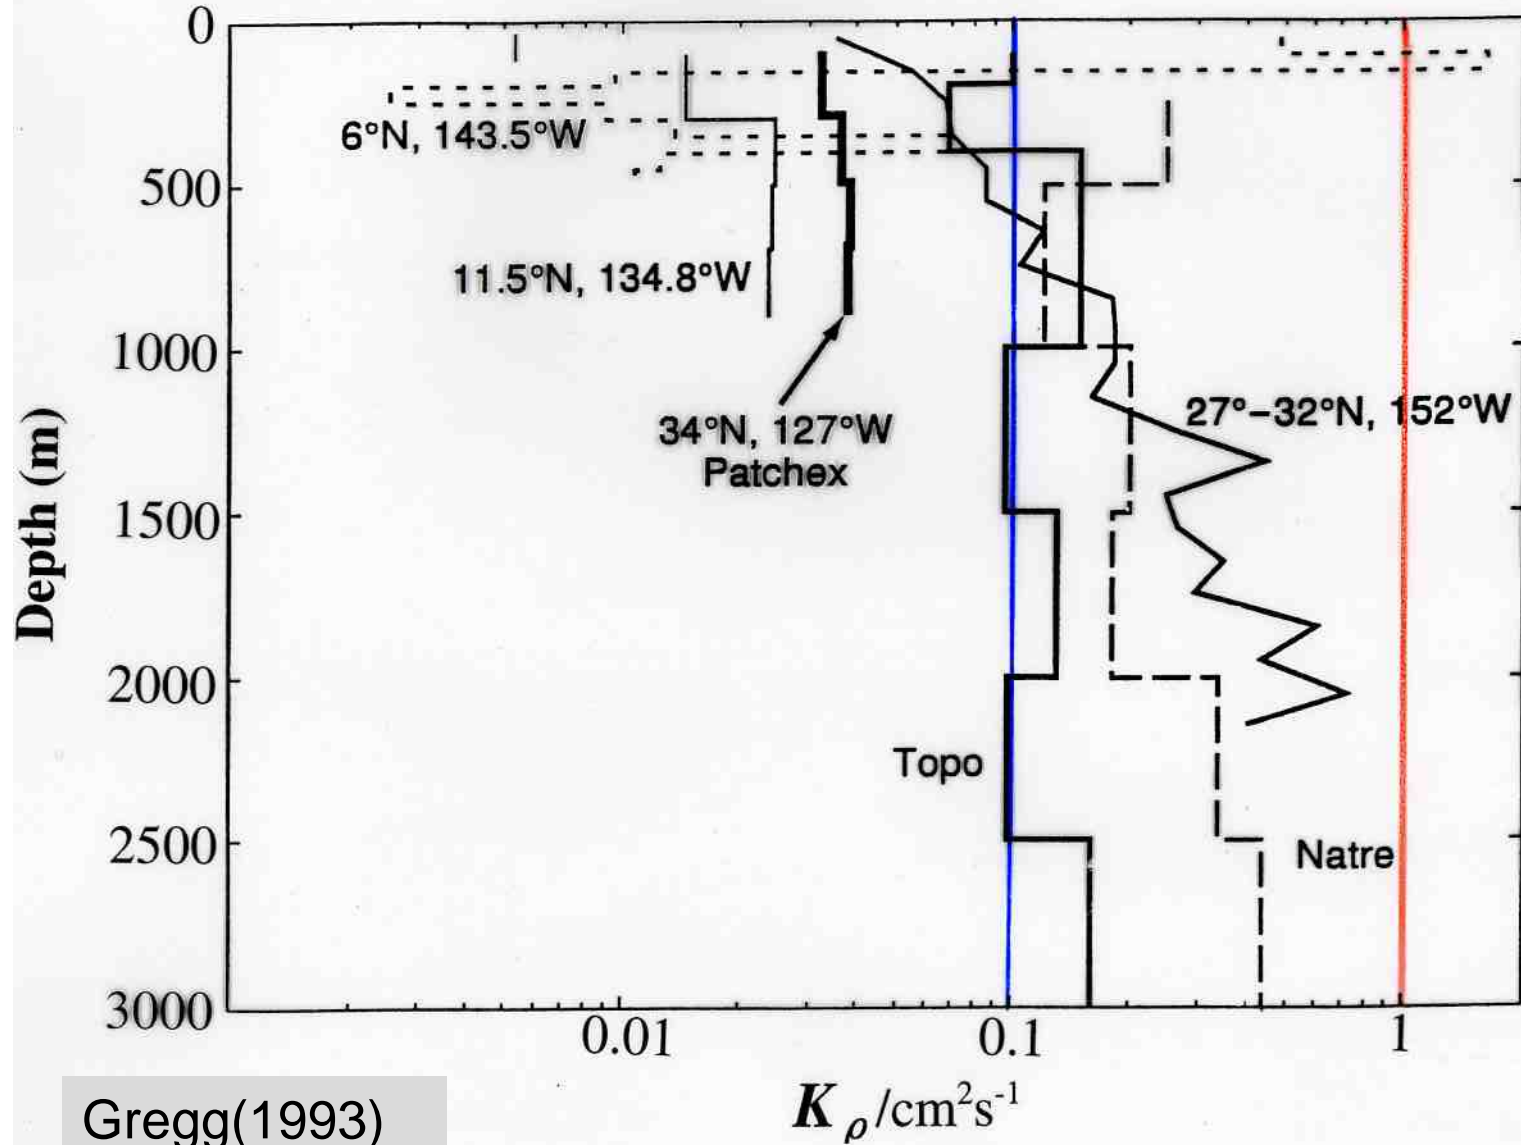 0
500
1000
1500
2000
2500
3000
Depth (m)
6°N, 143.5°W
11.5°N, 134.8°W
34°N, 127°W
Patchex
27°–32°N, 152°W
Topo
Natre
0.01
0.1
1
Kρ/cm²s⁻¹
Gregg(1993)